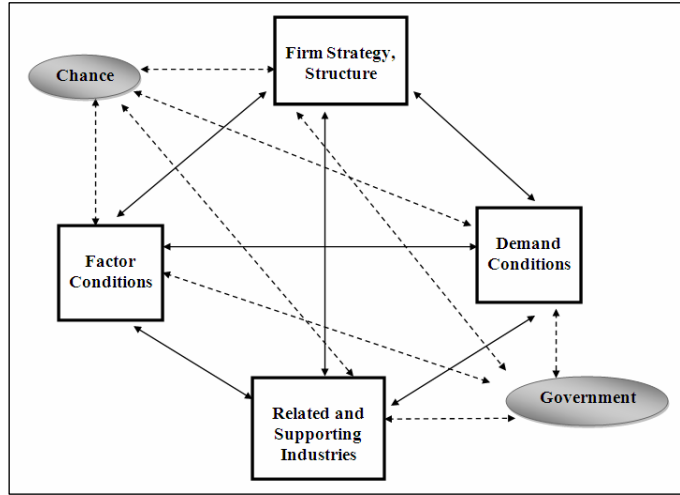 Firm Strategy,
Structure
Chance
Factor
Conditions
Demand
Conditions
Government
Related and
Supporting
Industries